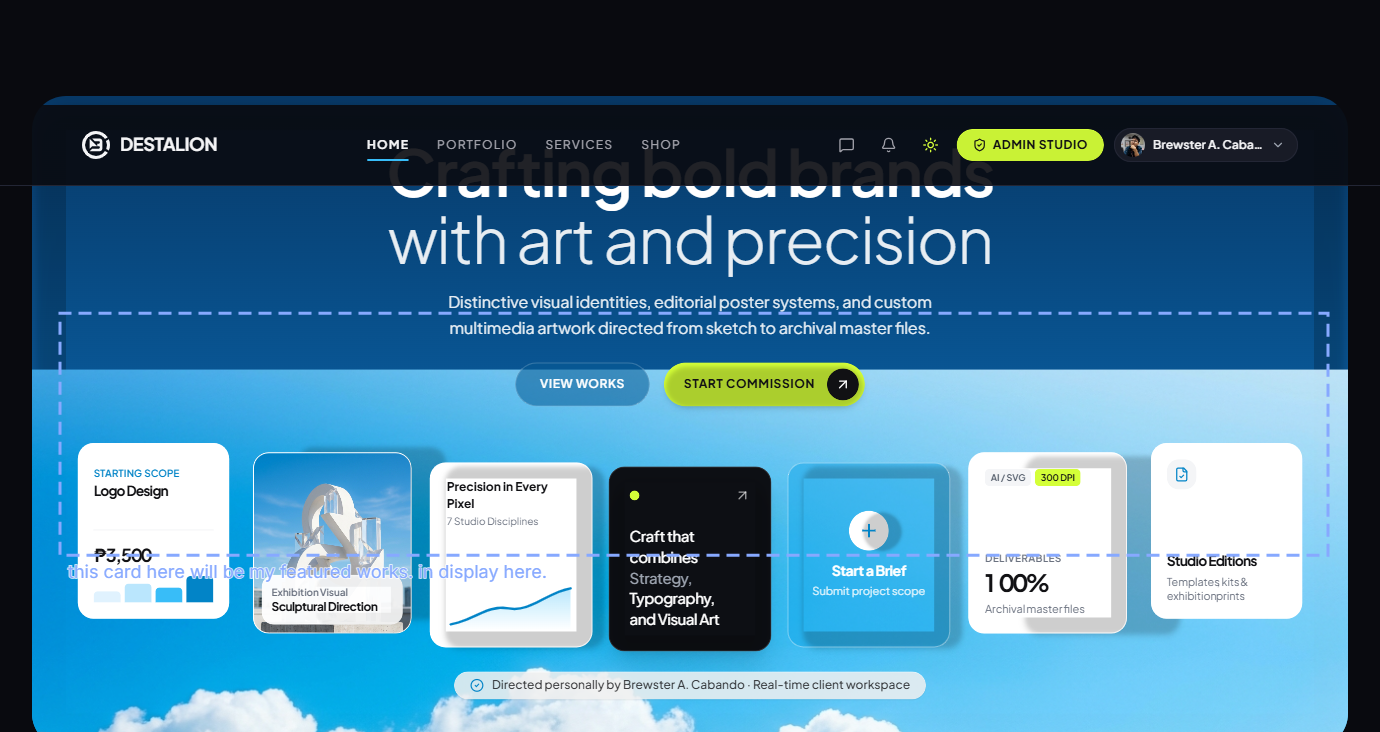 DESTALION
HOME
PORTFOLIO
SERVICES
SHOP
ADMIN STUDIO
Brewster A. Caba...
Crafting bold brands
with art and precision
Distinctive visual identities, editorial poster systems, and custom
multimedia artwork directed from sketch to archival master files.
VIEW WORKS
START COMMISSION
STARTING SCOPE
Logo Design
₱3,500
this card here will be my featured works. in display here.
Exhibition Visual
Sculptural Direction
Precision in Every
Pixel
7 Studio Disciplines
Craft that
combines
Strategy,
Typography,
and Visual Art
Start a Brief
Submit project scope
AI / SVG
300 DPI
DELIVERABLES
100%
Archival master files
Studio Editions
Templates kits &
exhibitionprints
Directed personally by Brewster A. Cabando · Real-time client workspace